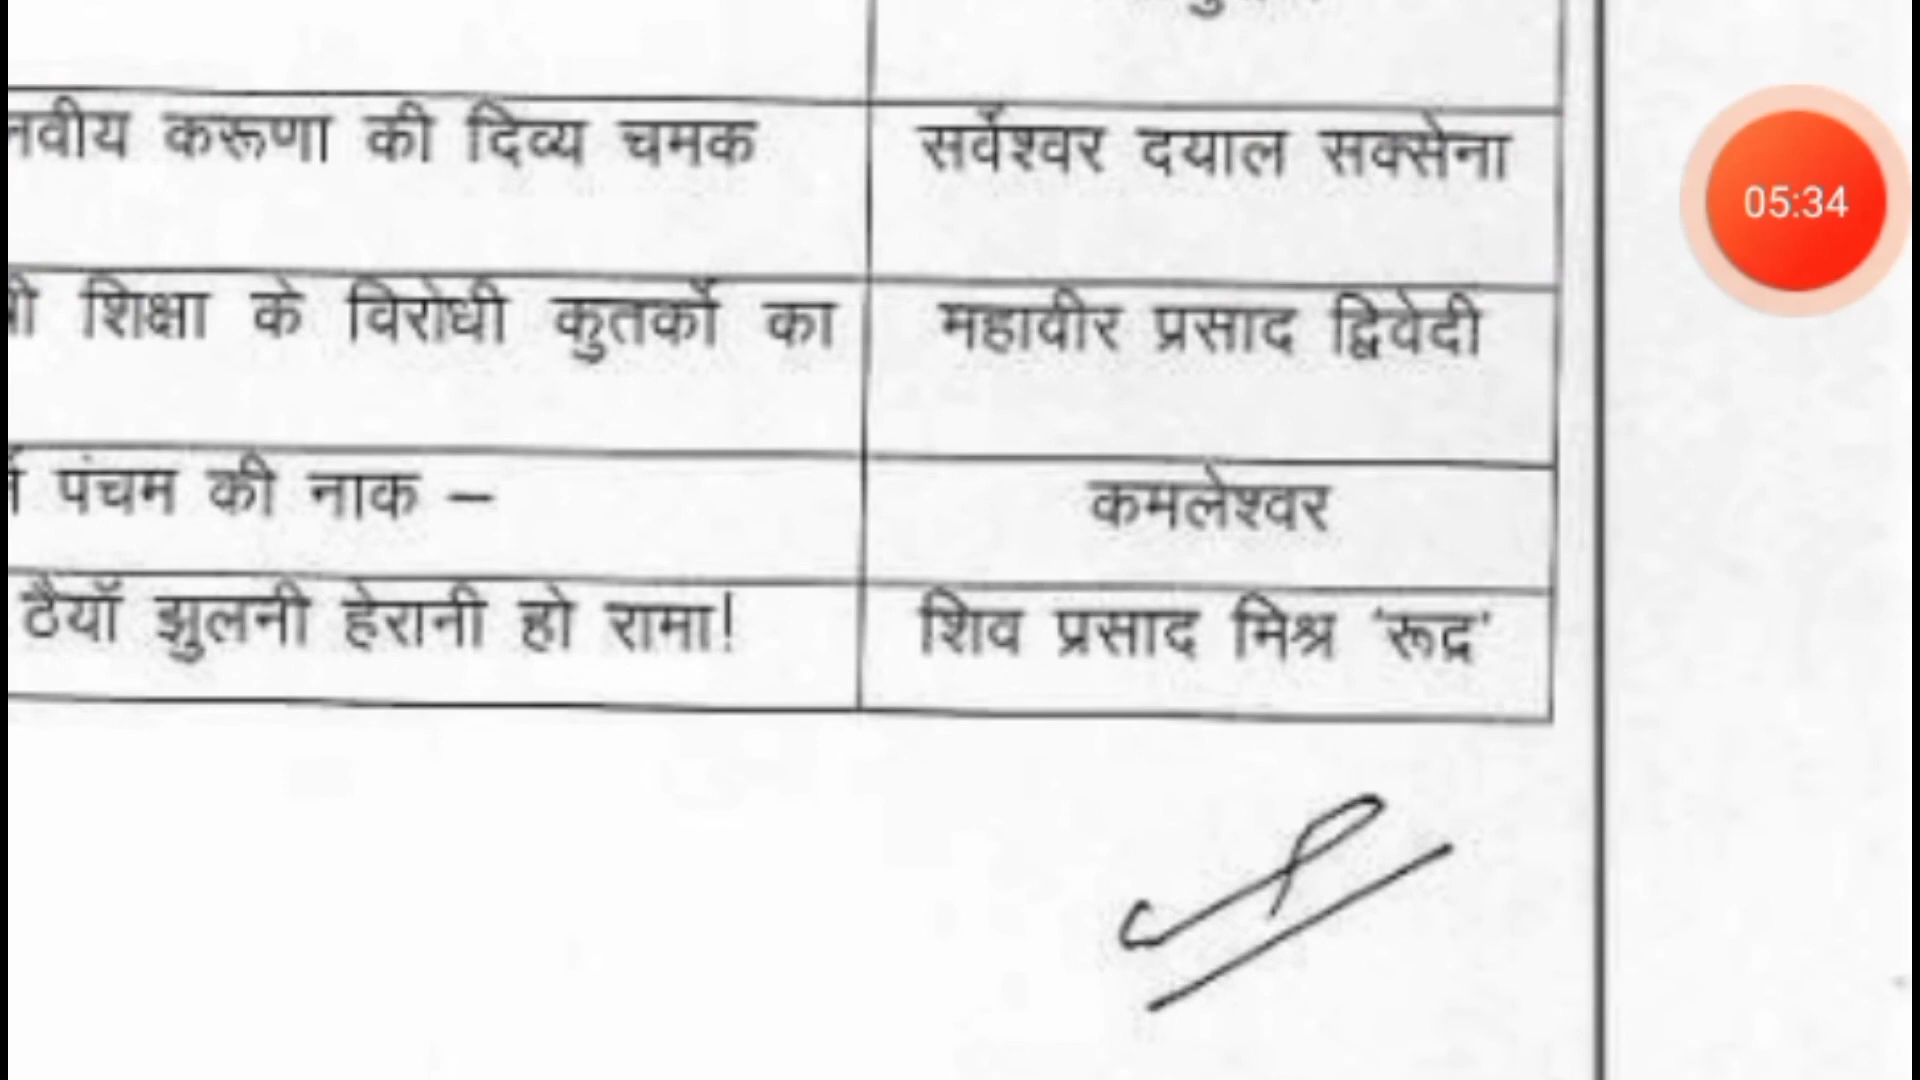 नवीय करूणा की दिव्य चमक सर्वेश्वर दयाल सक्सेना
05:34
शिक्षा के विरोधी कुतर्कों का महावीर प्रसाद द्विवेदी
पंचम की नाक – कमलेश्वर
ठैयाॅ झुलनी हेरानी हो रामा! शिव प्रसाद मिश्र ‘रूद्र’